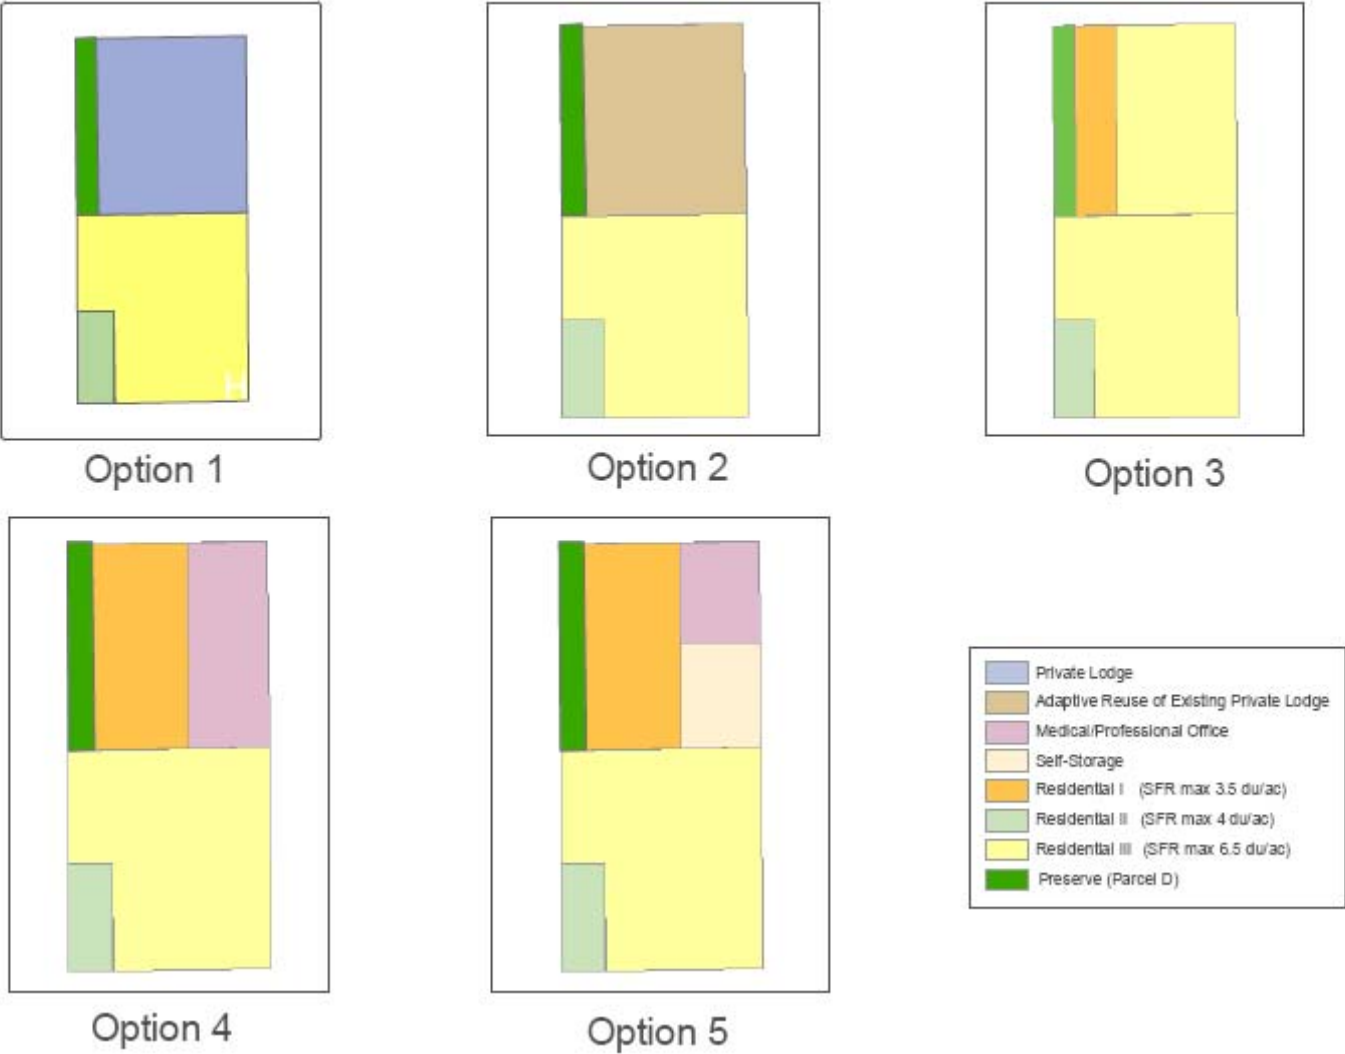 H
Option 1
Option 2
Option 3
Option 4
Option 5
Private Lodge
Adaptive Reuse of Existing Private Lodge
Medical/Professional Office
Self-Storage
Residential I (SFR max 3.5 du/ac)
Residential II (SFR max 4 du/ac)
Residential III (SFR max 6.5 du/ac)
Preserve (Parcel D)